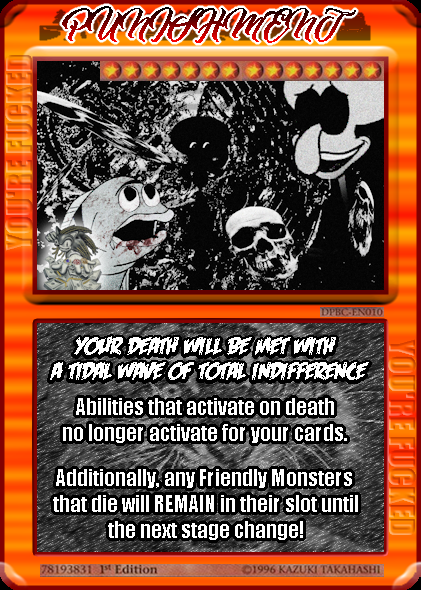 PUNISHMENT
YOU'RE FUCKED
DPBC-EN010
YOUR DEATH WILL BE MET WITH
A TIDAL WAVE OF TOTAL INDIFFERENCE
Abilities that activate on death
no longer activate for your cards.
Additionally, any Friendly Monsters
that die will REMAIN in their slot until
the next stage change!
YOU'RE FUCKED
78193831 1st Edition ©1996 KAZUKI TAKAHASHI